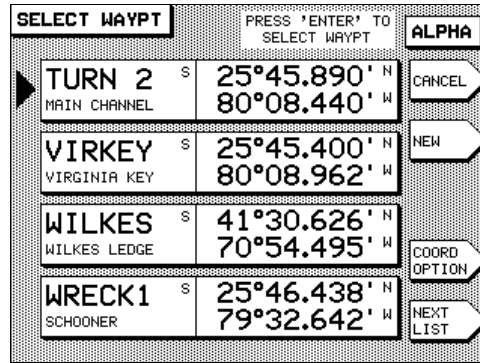 SELECT WAYPT
PRESS 'ENTER' TO
SELECT WAYPT
ALPHA
TURN 2 S 25°45.890' N
MAIN CHANNEL 80°08.440' W
CANCEL
VIRKEY S 25°45.400' N
VIRGINIA KEY 80°08.962' W
NEW
WILKES S 41°30.626' N
WILKES LEDGE 70°54.495' W
COORD
OPTION
WRECK1 S 25°46.438' N
SCHOONER 79°32.642' W
NEXT
LIST